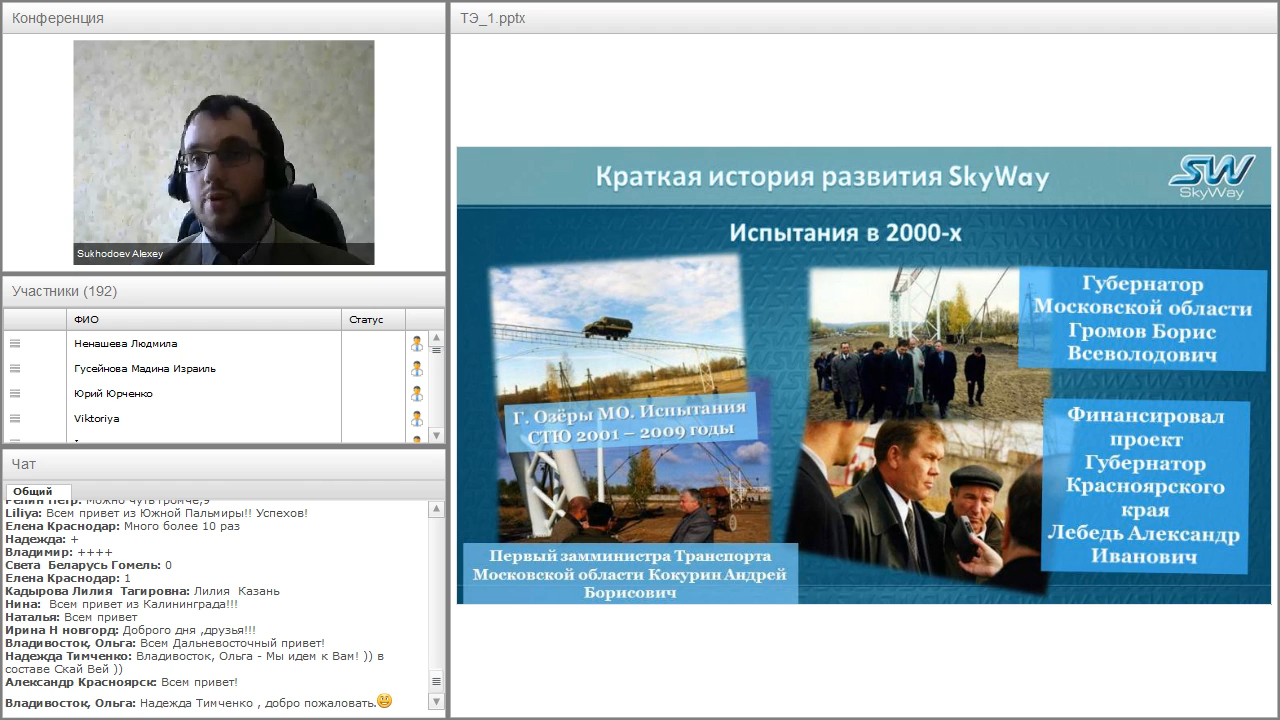 Конференция
Sukhodoev Alexey
Участники (192)
ФИО
Статус
Ненашева Людмила
Гусейнова Мадина Израиль
Юрий Юрченко
Viktoriya
Чат
Общий
Репин Петр: Можно чуть громче,9
Liliya: Всем привет из Южной Пальмиры!! Успехов!
Елена Краснодар: Много более 10 раз
Надежда: +
Владимир: ++++
Света Беларусь Гомель: 0
Елена Краснодар: 1
Кадырова Лилия Тагировна: Лилия Казань
Нина: Всем привет из Калининграда!!!
Наталья: Всем привет
Ирина Н новгорд: Доброго дня ,друзья!!!
Владивосток, Ольга: Всем Дальневосточный привет!
Надежда Тимченко: Владивосток, Ольга - Мы идем к Вам! )) в
составе Скай Вей ))
Александр Красноярск: Всем привет!
Владивосток, Ольга: Надежда Тимченко , добро пожаловать.
ТЭ_1.pptx
Краткая история развития SkyWay
SW
SkyWay
Испытания в 2000-х
Г. Озёры МО. Испытания
СТЮ 2001 – 2009 годы
Первый замминистра Транспорта
Московской области Кокурин Андрей
Борисович
Губернатор
Московской области
Громов Борис
Всеволодович
Финансировал
проект
Губернатор
Красноярского
края
Лебедь Александр
Иванович